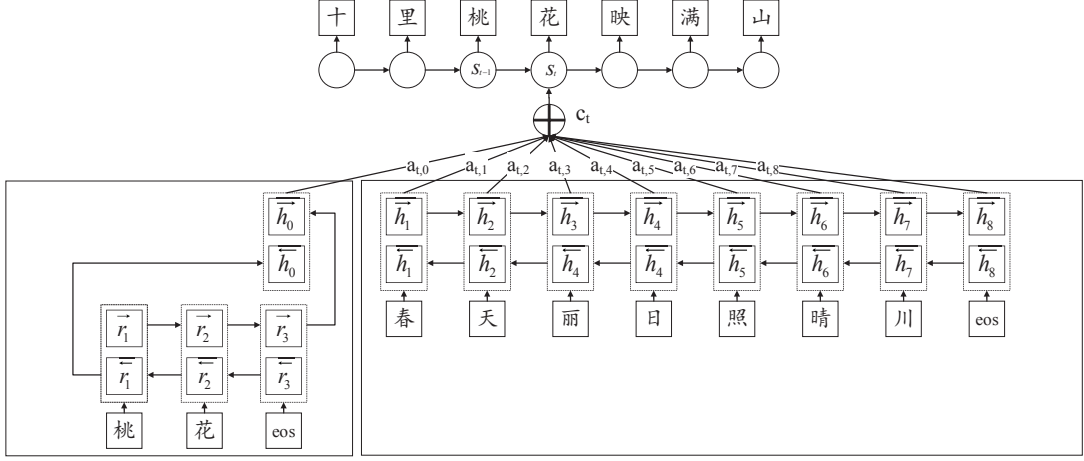 十 里 桃 花 映 满 山
s_{t-1} s_t
c_t
a_{t,0} a_{t,1} a_{t,2} a_{t,3} a_{t,4} a_{t,5} a_{t,6} a_{t,7} a_{t,8}
→h_0 →h_1 →h_2 →h_3 →h_4 →h_5 →h_6 →h_7 →h_8
←h_0 ←h_1 ←h_2 ←h_4 ←h_4 ←h_5 ←h_6 ←h_7 ←h_8
春 天 丽 日 照 晴 川 eos
→r_1 →r_2 →r_3
←r_1 ←r_2 ←r_3
桃 花 eos